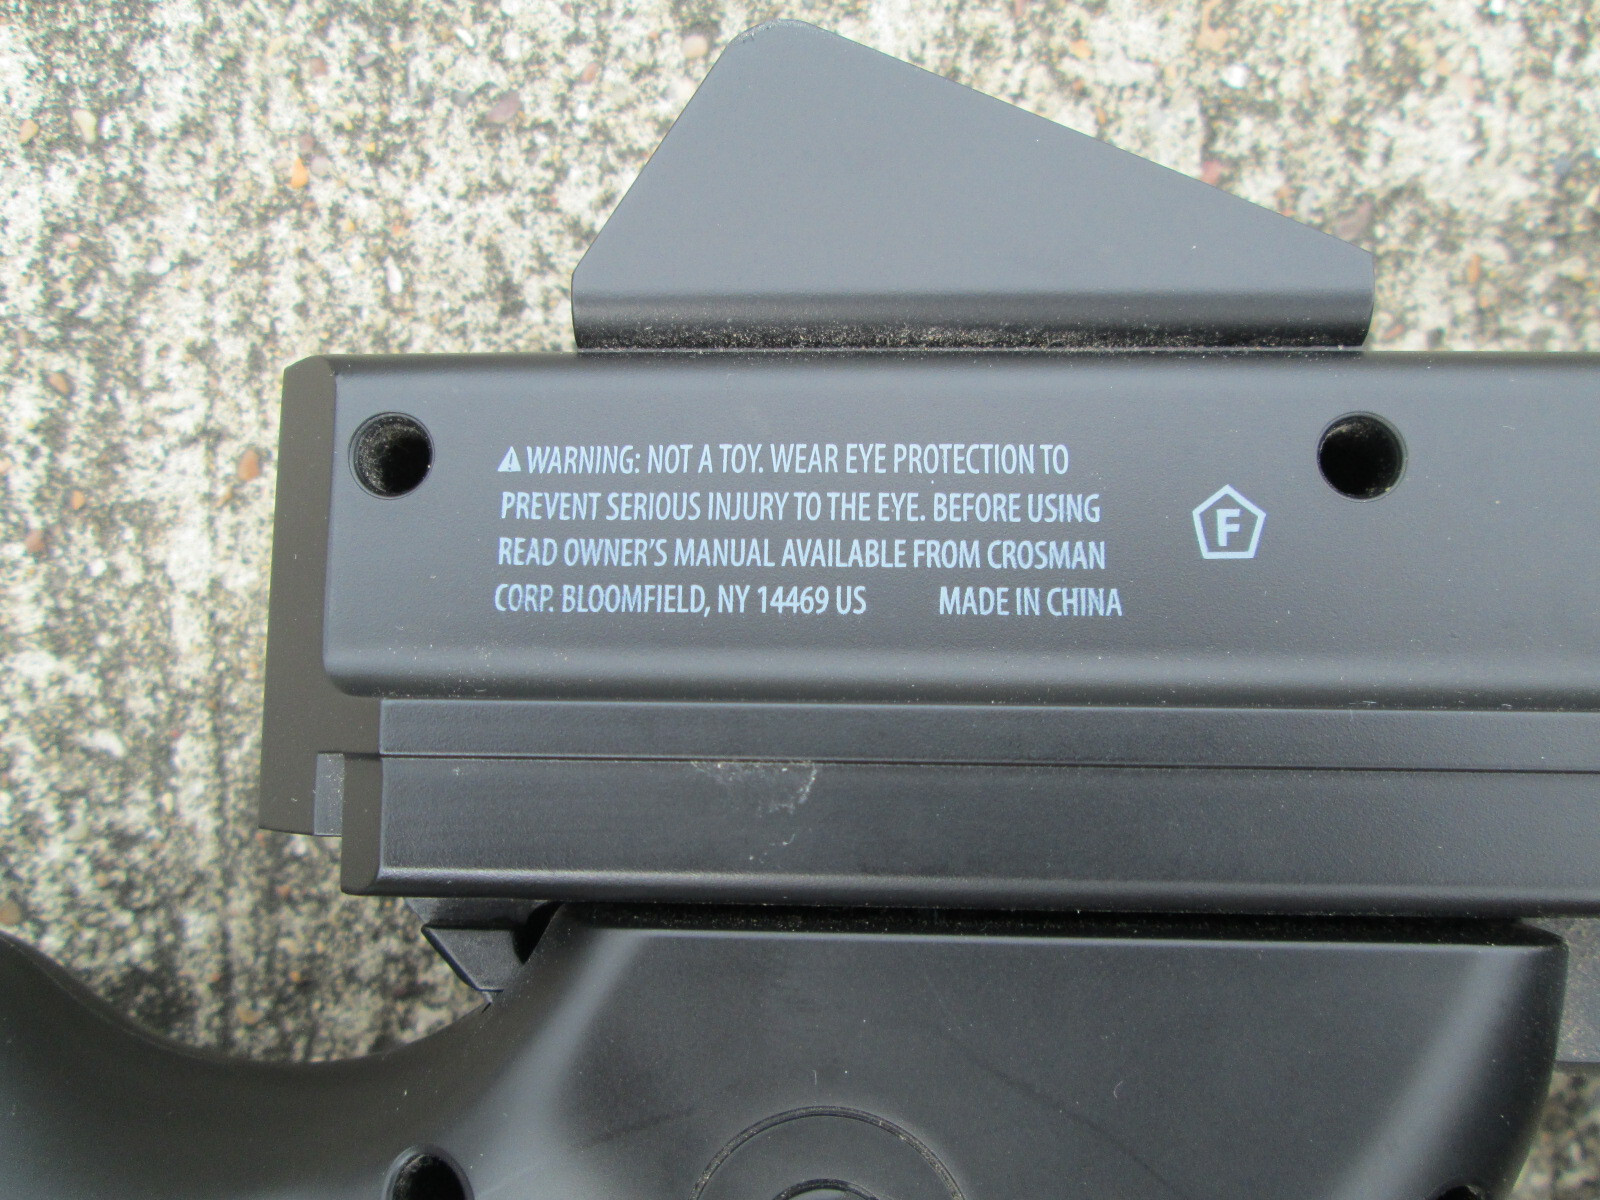 WARNING: NOT A TOY. WEAR EYE PROTECTION TO
PREVENT SERIOUS INJURY TO THE EYE. BEFORE USING
READ OWNER'S MANUAL AVAILABLE FROM CROSMAN
CORP. BLOOMFIELD, NY 14469 US MADE IN CHINA
F